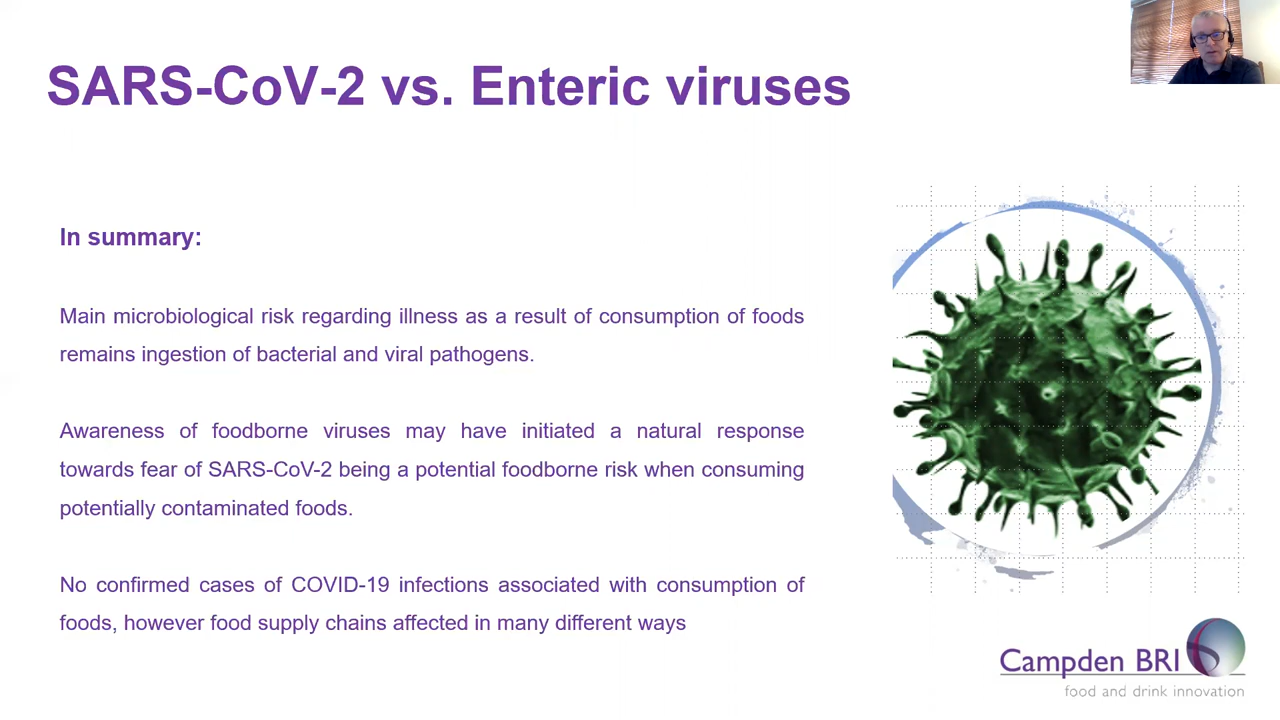 SARS-CoV-2 vs. Enteric viruses
In summary:
Main microbiological risk regarding illness as a result of consumption of foods
remains ingestion of bacterial and viral pathogens.
Awareness of foodborne viruses may have initiated a natural response
towards fear of SARS-CoV-2 being a potential foodborne risk when consuming
potentially contaminated foods.
No confirmed cases of COVID-19 infections associated with consumption of
foods, however food supply chains affected in many different ways
Campden BRI
food and drink innovation